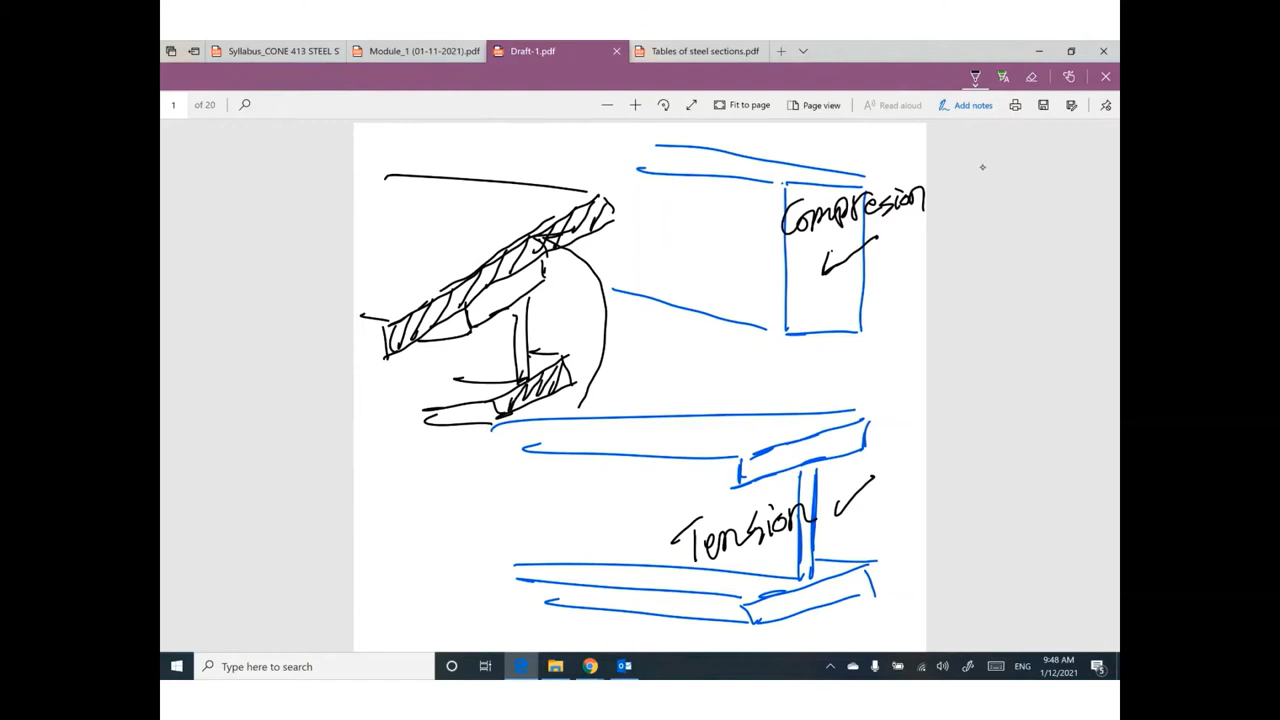 Syllabus_CONE 413 STEEL S
Module_1 (01-11-2021).pdf
Draft-1.pdf
Tables of steel sections.pdf
1 of 20
Fit to page
Page view
Read aloud
Add notes
Compresion
Tension
Type here to search
ENG
9:48 AM
1/12/2021
5